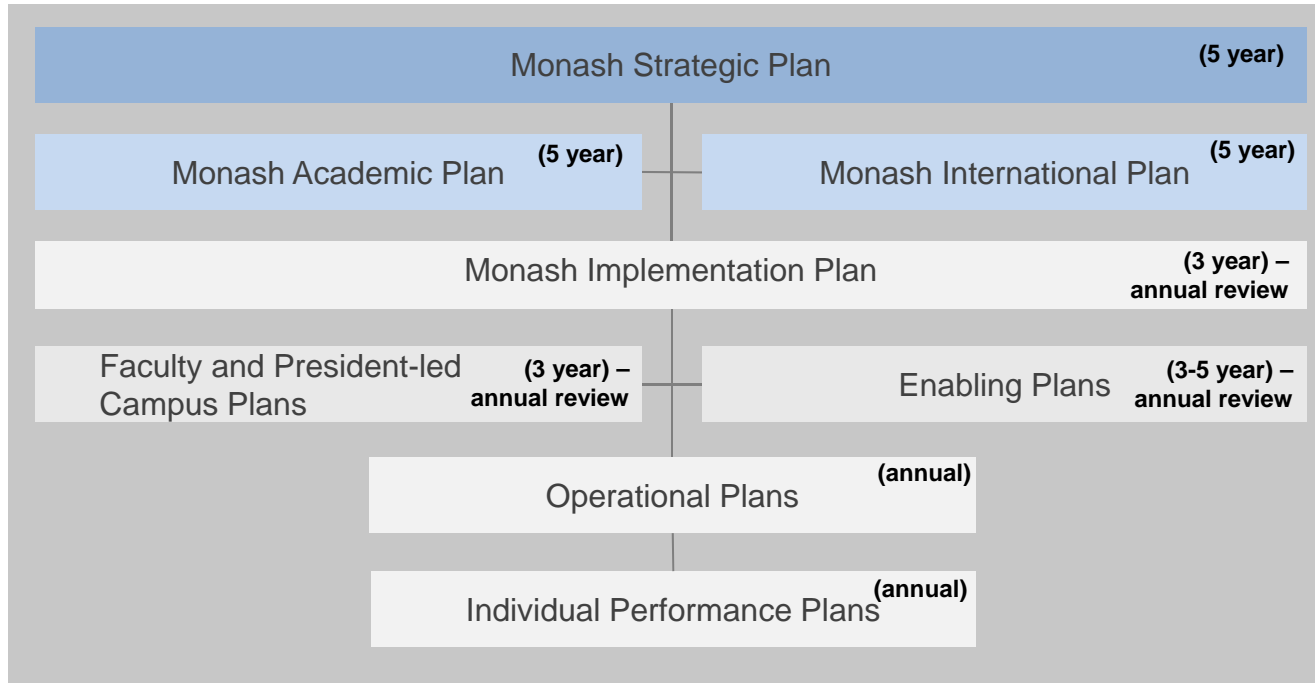 Monash Strategic Plan
(5 year)
Monash Academic Plan
(5 year)
Monash International Plan
(5 year)
Monash Implementation Plan
(3 year) –
annual review
Faculty and President-led
Campus Plans
(3 year) –
annual review
Enabling Plans
(3-5 year) –
annual review
Operational Plans
(annual)
Individual Performance Plans
(annual)